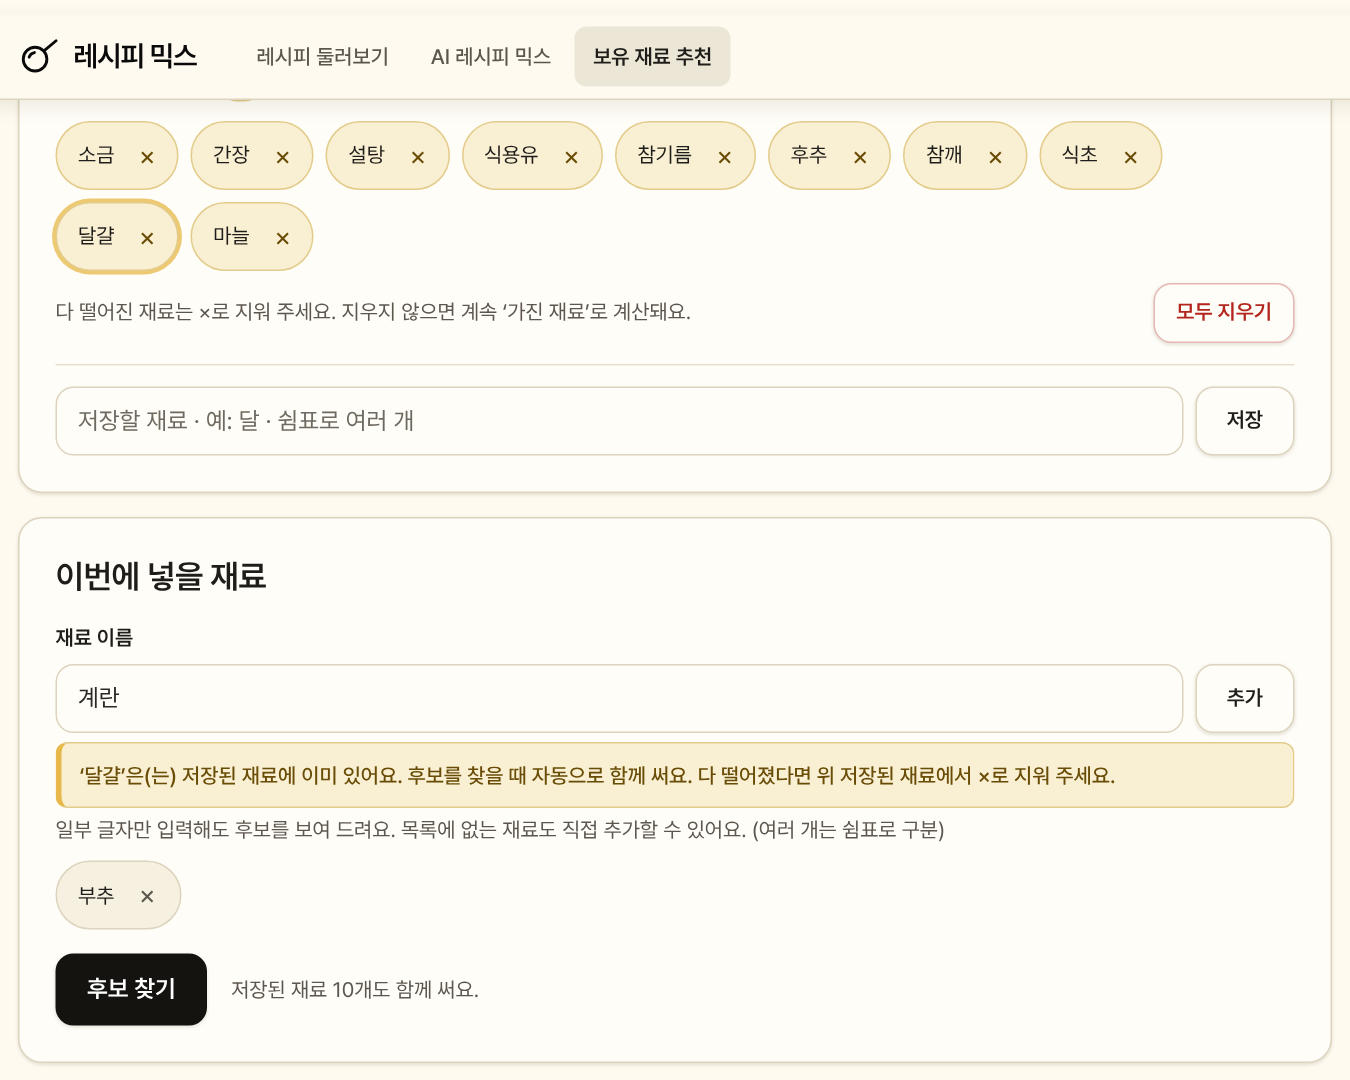 레시피 믹스
레시피 둘러보기 AI 레시피 믹스 보유 재료 추천
소금 × 간장 × 설탕 × 식용유 × 참기름 × 후추 × 참깨 × 식초 ×
달걀 × 마늘 ×
다 떨어진 재료는 ×로 지워 주세요. 지우지 않으면 계속 ‘가진 재료’로 계산돼요.
모두 지우기
저장할 재료 · 예: 달 · 쉼표로 여러 개
저장
이번에 넣을 재료
재료 이름
계란
추가
‘달걀’은(는) 저장된 재료에 이미 있어요. 후보를 찾을 때 자동으로 함께 써요. 다 떨어졌다면 위 저장된 재료에서 ×로 지워 주세요.
일부 글자만 입력해도 후보를 보여 드려요. 목록에 없는 재료도 직접 추가할 수 있어요. (여러 개는 쉼표로 구분)
부추 ×
후보 찾기
저장된 재료 10개도 함께 써요.